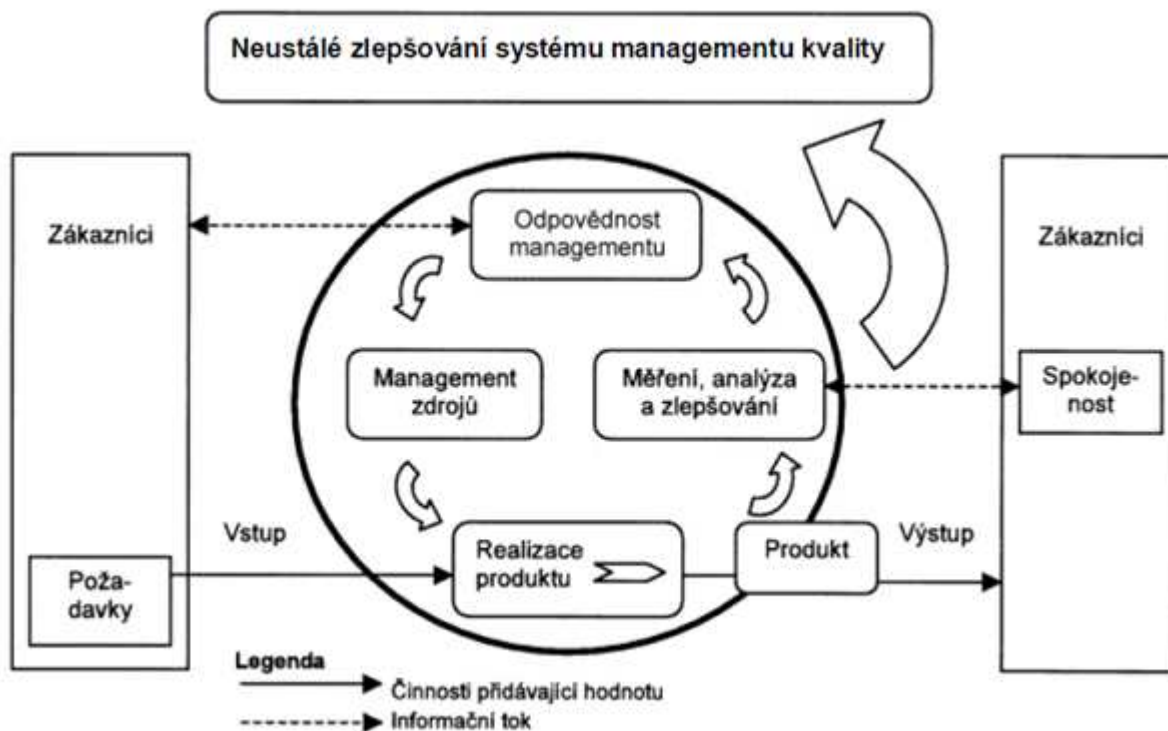 Neustálé zlepšování systému managementu kvality
Zákazníci
Odpovědnost
managementu
Zákazníci
Management
zdrojů
Měření, analýza
a zlepšování
Spokoje-
nost
Vstup
Realizace
produktu
Produkt
Výstup
Poža-
davky
Legenda
Činnosti přidávající hodnotu
Informační tok